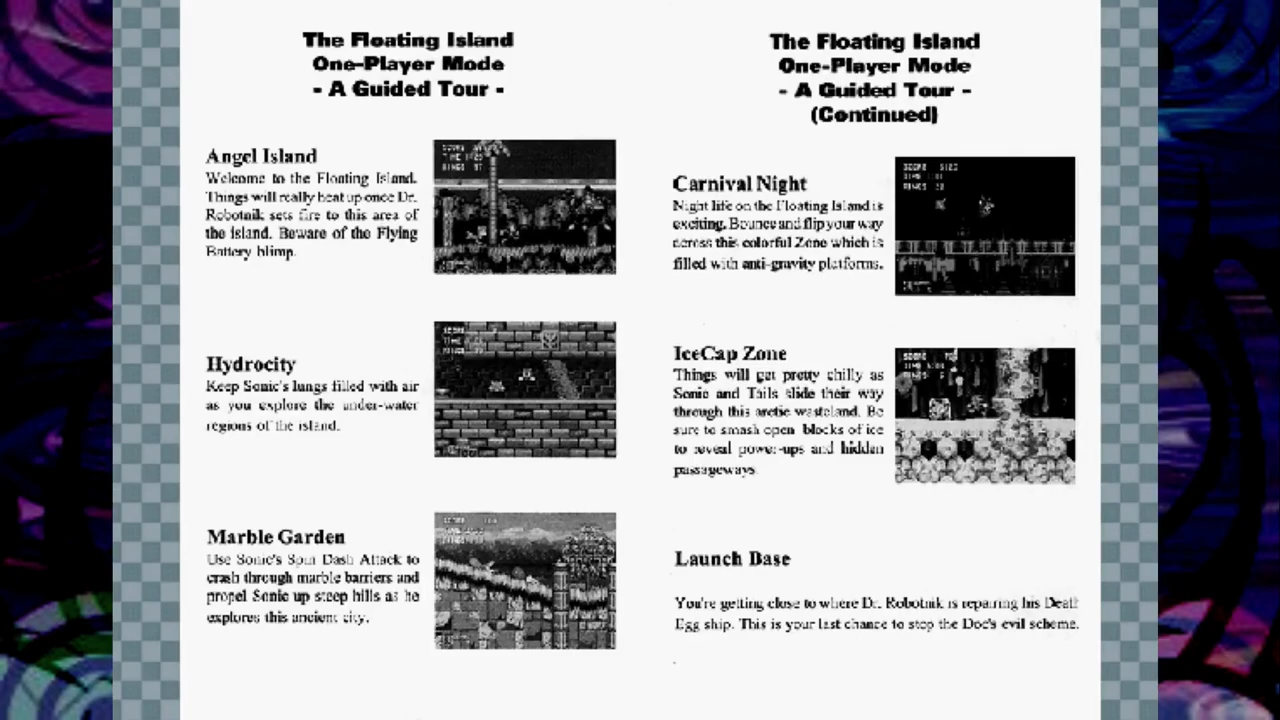 The Floating Island
One-Player Mode
- A Guided Tour -
Angel Island
Welcome to the Floating Island.
Things will really heat up once Dr.
Robotnik sets fire to this area of
the island. Beware of the Flying
Battery blimp.
Hydrocity
Keep Sonic's lungs filled with air
as you explore the under-water
regions of the island.
Marble Garden
Use Sonic's Spin Dash Attack to
crash through marble barriers and
propel Sonic up steep hills as he
explores this ancient city.
The Floating Island
One-Player Mode
- A Guided Tour -
(Continued)
Carnival Night
Night life on the Floating Island is
exciting. Bounce and flip your way
across this colorful Zone which is
filled with anti-gravity platforms.
IceCap Zone
Things will get pretty chilly as
Sonic and Tails slide their way
through this arctic wasteland. Be
sure to smash open blocks of ice
to reveal power-ups and hidden
passageways.
Launch Base
You're getting close to where Dr. Robotnik is repairing his Death
Egg ship. This is your last chance to stop the Doc's evil scheme.